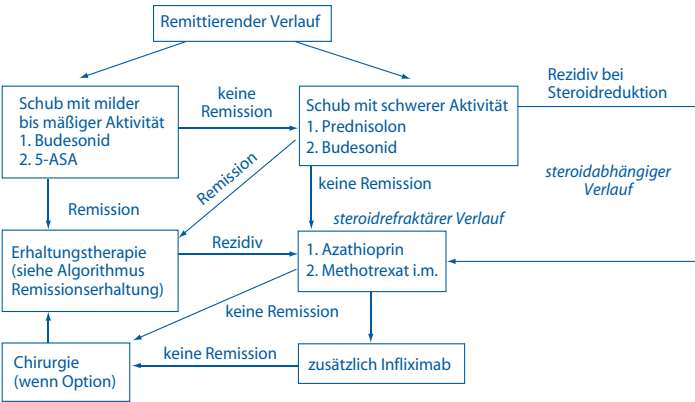 Remittierender Verlauf
Schub mit milder
bis mäßiger Aktivität
1. Budesonid
2. 5-ASA
keine
Remission
Schub mit schwerer Aktivität
1. Prednisolon
2. Budesonid
Rezidiv bei
Steroidreduktion
Remission
Remission
keine Remission
steroidabhängiger
Verlauf
steroidrefraktärer Verlauf
Erhaltungstherapie
(siehe Algorithmus
Remissionserhaltung)
Rezidiv
1. Azathioprin
2. Methotrexat i.m.
keine Remission
Chirurgie
(wenn Option)
keine Remission
zusätzlich Infliximab